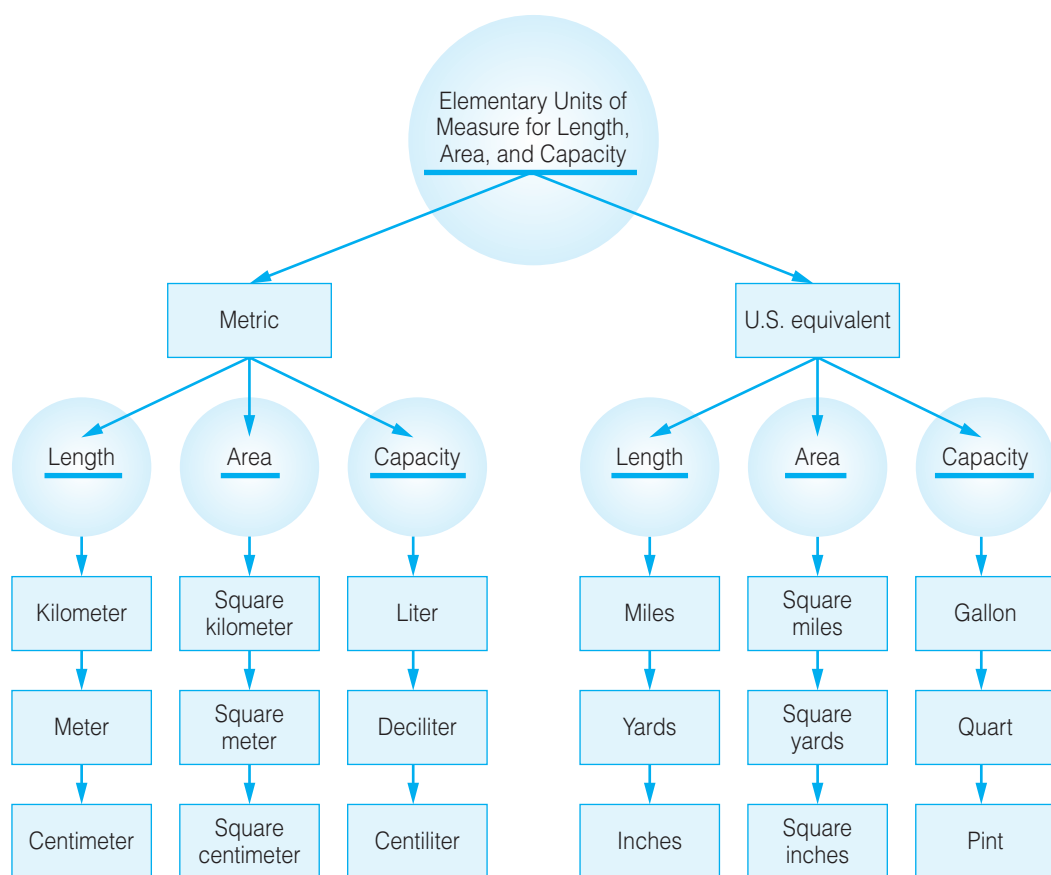 Elementary Units of
Measure for Length,
Area, and Capacity
Metric
U.S. equivalent
Length
Area
Capacity
Length
Area
Capacity
Kilometer
Square
kilometer
Liter
Miles
Square
miles
Gallon
Meter
Square
meter
Deciliter
Yards
Square
yards
Quart
Centimeter
Square
centimeter
Centiliter
Inches
Square
inches
Pint